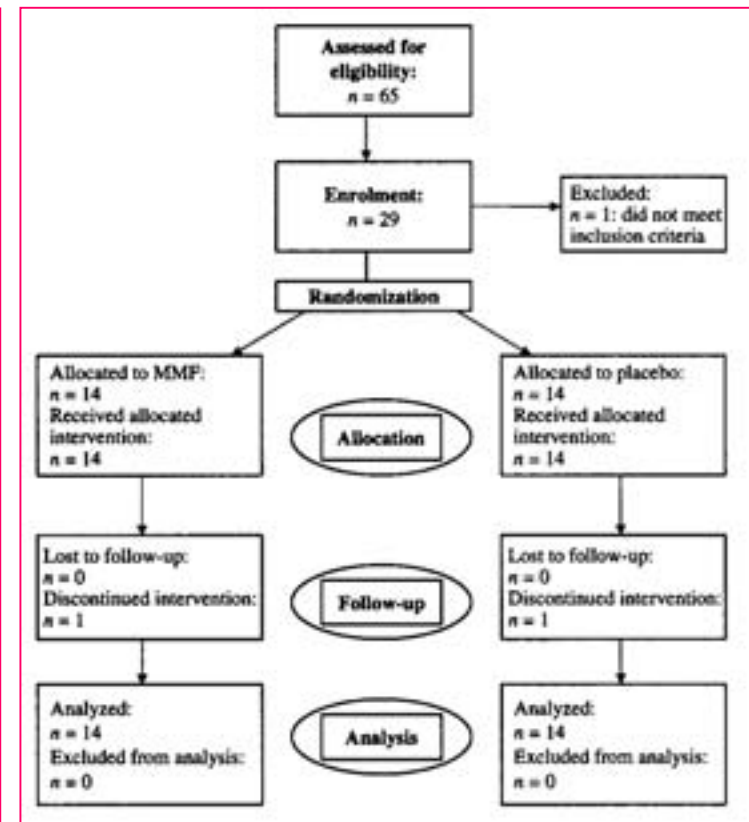 Assessed for
eligibility:
n = 65
Enrolment:
n = 29
Excluded:
n = 1: did not meet
inclusion criteria
Randomization
Allocated to MMF:
n = 14
Received allocated
intervention:
n = 14
Allocation
Allocated to placebo:
n = 14
Received allocated
intervention:
n = 14
Lost to follow-up:
n = 0
Discontinued intervention:
n = 1
Follow-up
Lost to follow-up:
n = 0
Discontinued intervention:
n = 1
Analyzed:
n = 14
Excluded from analysis:
n = 0
Analysis
Analyzed:
n = 14
Excluded from analysis:
n = 0